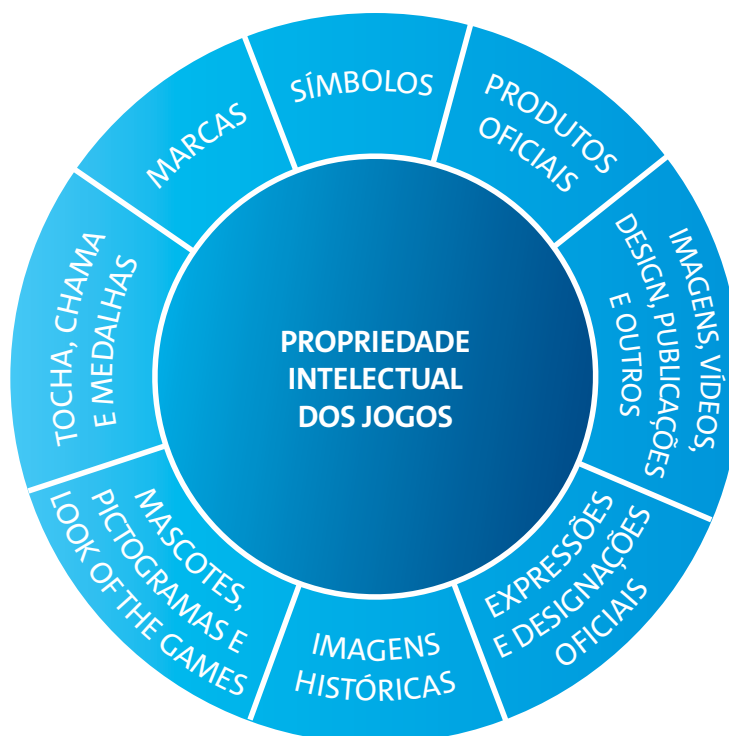 SÍMBOLOS
PRODUTOS
OFICIAIS
IMAGENS, VÍDEOS,
DESIGN, PUBLICAÇÕES
E OUTROS
EXPRESSÕES
E DESIGNAÇÕES
OFICIAIS
IMAGENS
HISTÓRICAS
MASCOTES,
PICTOGRAMAS E
LOOK OF THE GAMES
TOCHA, CHAMA
E MEDALHAS
MARCAS
PROPRIEDADE
INTELECTUAL
DOS JOGOS